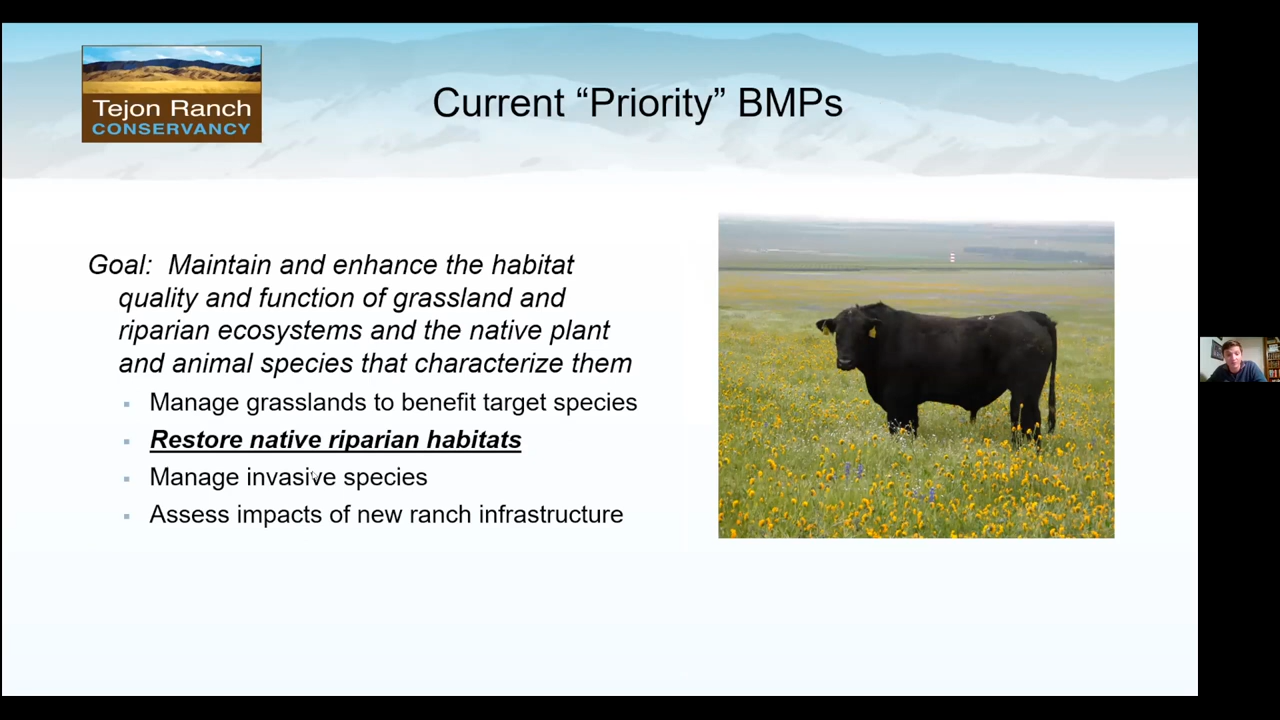 Tejon Ranch
CONSERVANCY
Current “Priority” BMPs
Goal:  Maintain and enhance the habitat
quality and function of grassland and
riparian ecosystems and the native plant
and animal species that characterize them
Manage grasslands to benefit target species
Restore native riparian habitats
Manage invasive species
Assess impacts of new ranch infrastructure